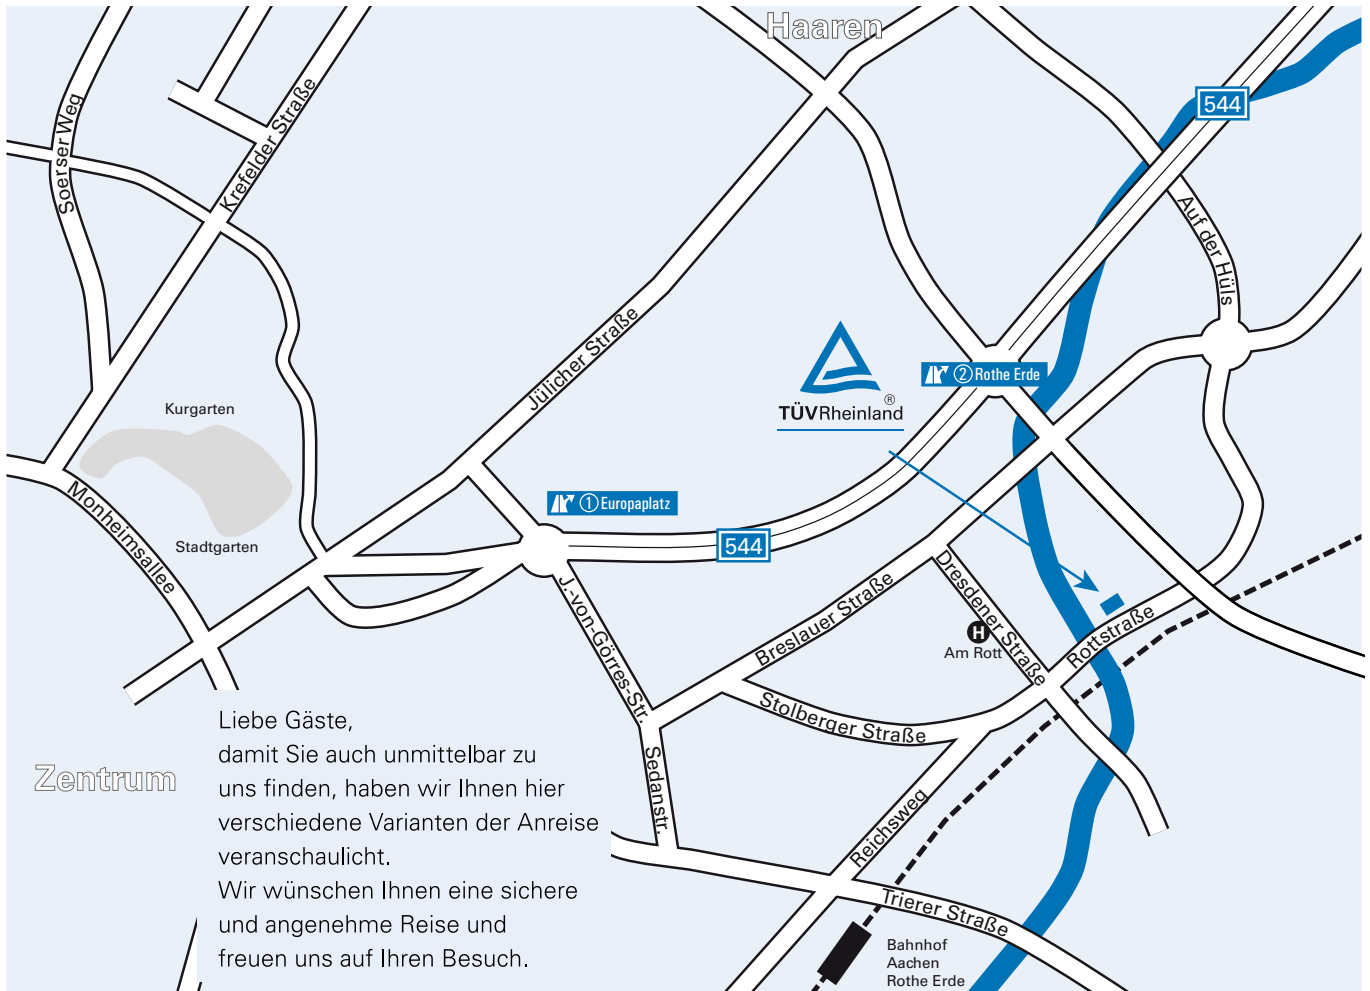 Haaren
544
Soerser Weg
Krefelder Straße
Auf der Hüls
Jülicher Straße
TÜVRheinland
®
2 Rothe Erde
Kurgarten
Stadtgarten
Monheimsallee
1 Europaplatz
544
J.-von-Görres-Str.
Breslauer Straße
Dresdener Straße
H
Am Rott
Rottstraße
Stolberger Straße
Sedanstr.
Reichsweg
Trierer Straße
Zentrum
Liebe Gäste,
damit Sie auch unmittelbar zu
uns finden, haben wir Ihnen hier
verschiedene Varianten der Anreise
veranschaulicht.
Wir wünschen Ihnen eine sichere
und angenehme Reise und
freuen uns auf Ihren Besuch.
Bahnhof
Aachen
Rothe Erde